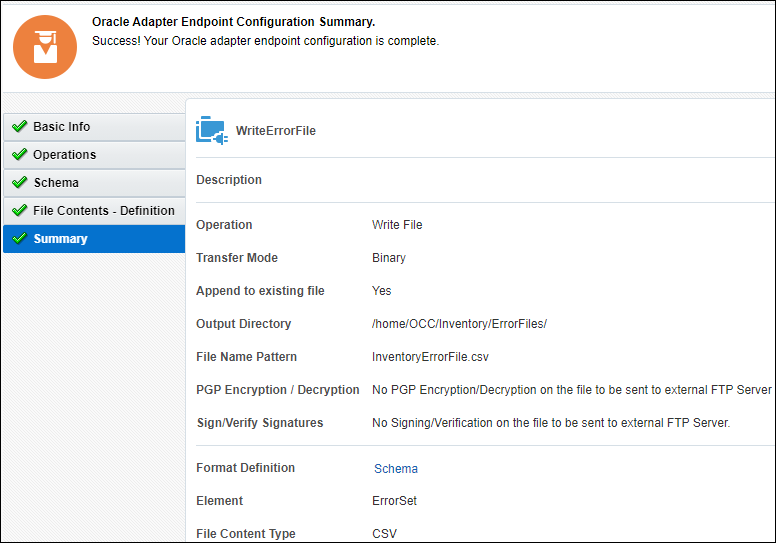 Oracle Adapter Endpoint Configuration Summary.
Success! Your Oracle adapter endpoint configuration is complete.
Basic Info
Operations
Schema
File Contents - Definition
Summary
WriteErrorFile
Description
Operation Write File
Transfer Mode Binary
Append to existing file Yes
Output Directory /home/OCC/Inventory/ErrorFiles/
File Name Pattern InventoryErrorFile.csv
PGP Encryption / Decryption No PGP Encryption/Decryption on the file to be sent to external FTP Server
Sign/Verify Signatures No Signing/Verification on the file to be sent to external FTP Server.
Format Definition Schema
Element ErrorSet
File Content Type CSV